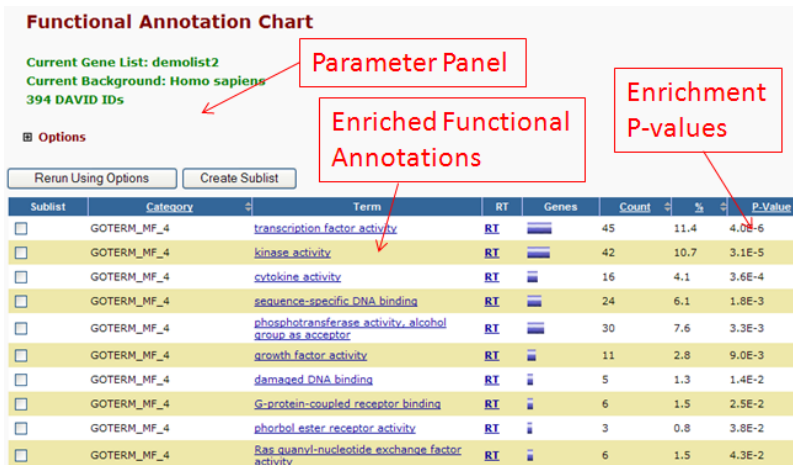 Functional Annotation Chart
Current Gene List: demolist2
Current Background: Homo sapiens
394 DAVID IDs
Options
Parameter Panel
Enriched Functional
Annotations
Enrichment
P-values
Rerun Using Options Create Sublist
Sublist Category Term RT Genes Count % P-Value
GOTERM_MF_4 transcription factor activity RT 45 11.4 4.0E-6
GOTERM_MF_4 kinase activity RT 42 10.7 3.1E-5
GOTERM_MF_4 cytokine activity RT 16 4.1 3.6E-4
GOTERM_MF_4 sequence-specific DNA binding RT 24 6.1 1.8E-3
GOTERM_MF_4 phosphotransferase activity, alcohol RT 30 7.6 3.3E-3
group as acceptor
GOTERM_MF_4 growth factor activity RT 11 2.8 9.0E-3
GOTERM_MF_4 damaged DNA binding RT 5 1.3 1.4E-2
GOTERM_MF_4 G-protein-coupled receptor binding RT 6 1.5 2.5E-2
GOTERM_MF_4 phorbol ester receptor activity RT 3 0.8 3.8E-2
GOTERM_MF_4 Ras guanyl-nucleotide exchange factor RT 6 1.5 4.3E-2
activity